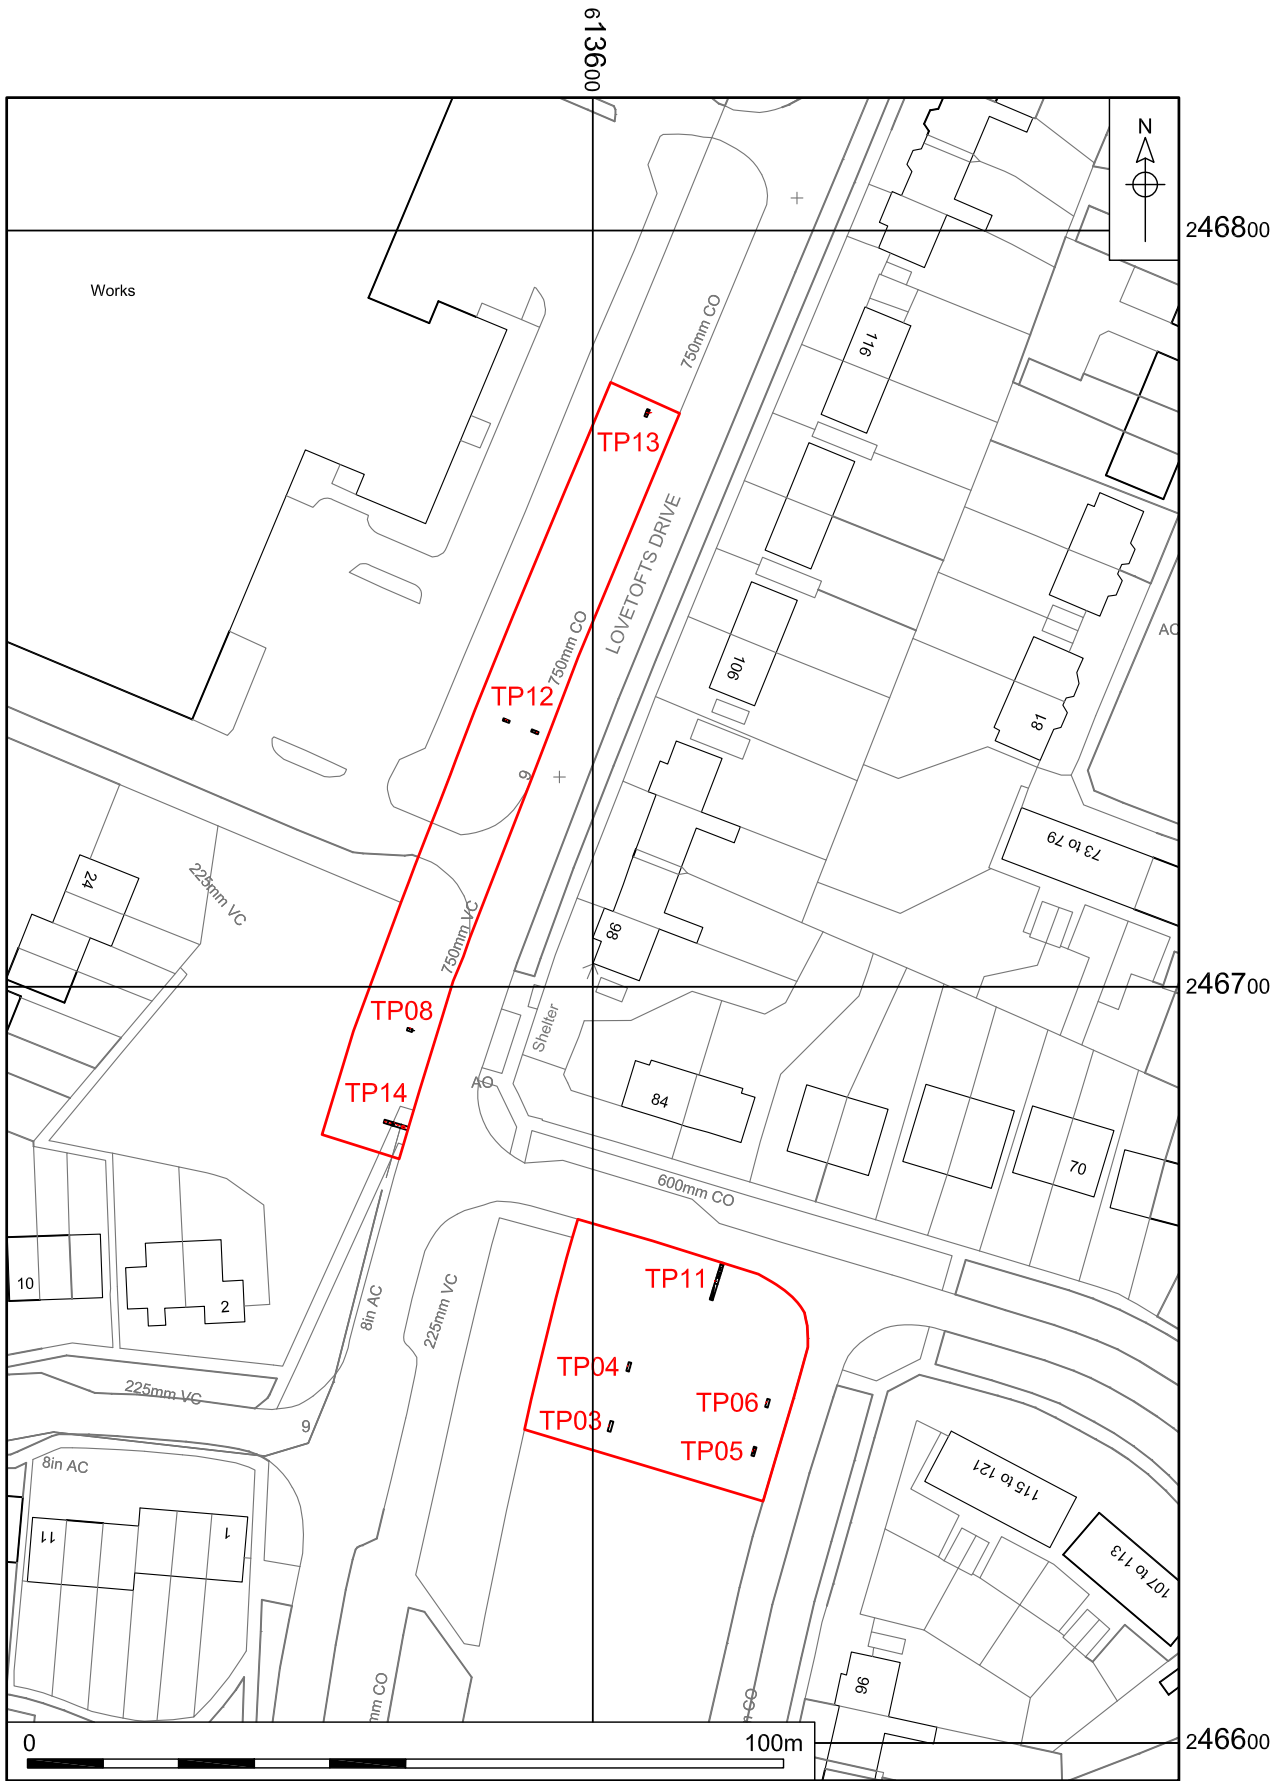 613600
N
246800
Works
750mm CO
116
TP13
LOVETOFTS DRIVE
750mm CO
TP12
106
AC
81
6
73 to 79
24
225mm VC
750mm VC
98
246700
TP08
Shelter
AO
TP14
84
70
600mm CO
10
2
TP11
8in AC
225mm VC
TP04
225mm VC
TP06
TP03
9
TP05
8in AC
115 to 121
11
1
107 to 113
96
mm CO
CO
0
100m
246600